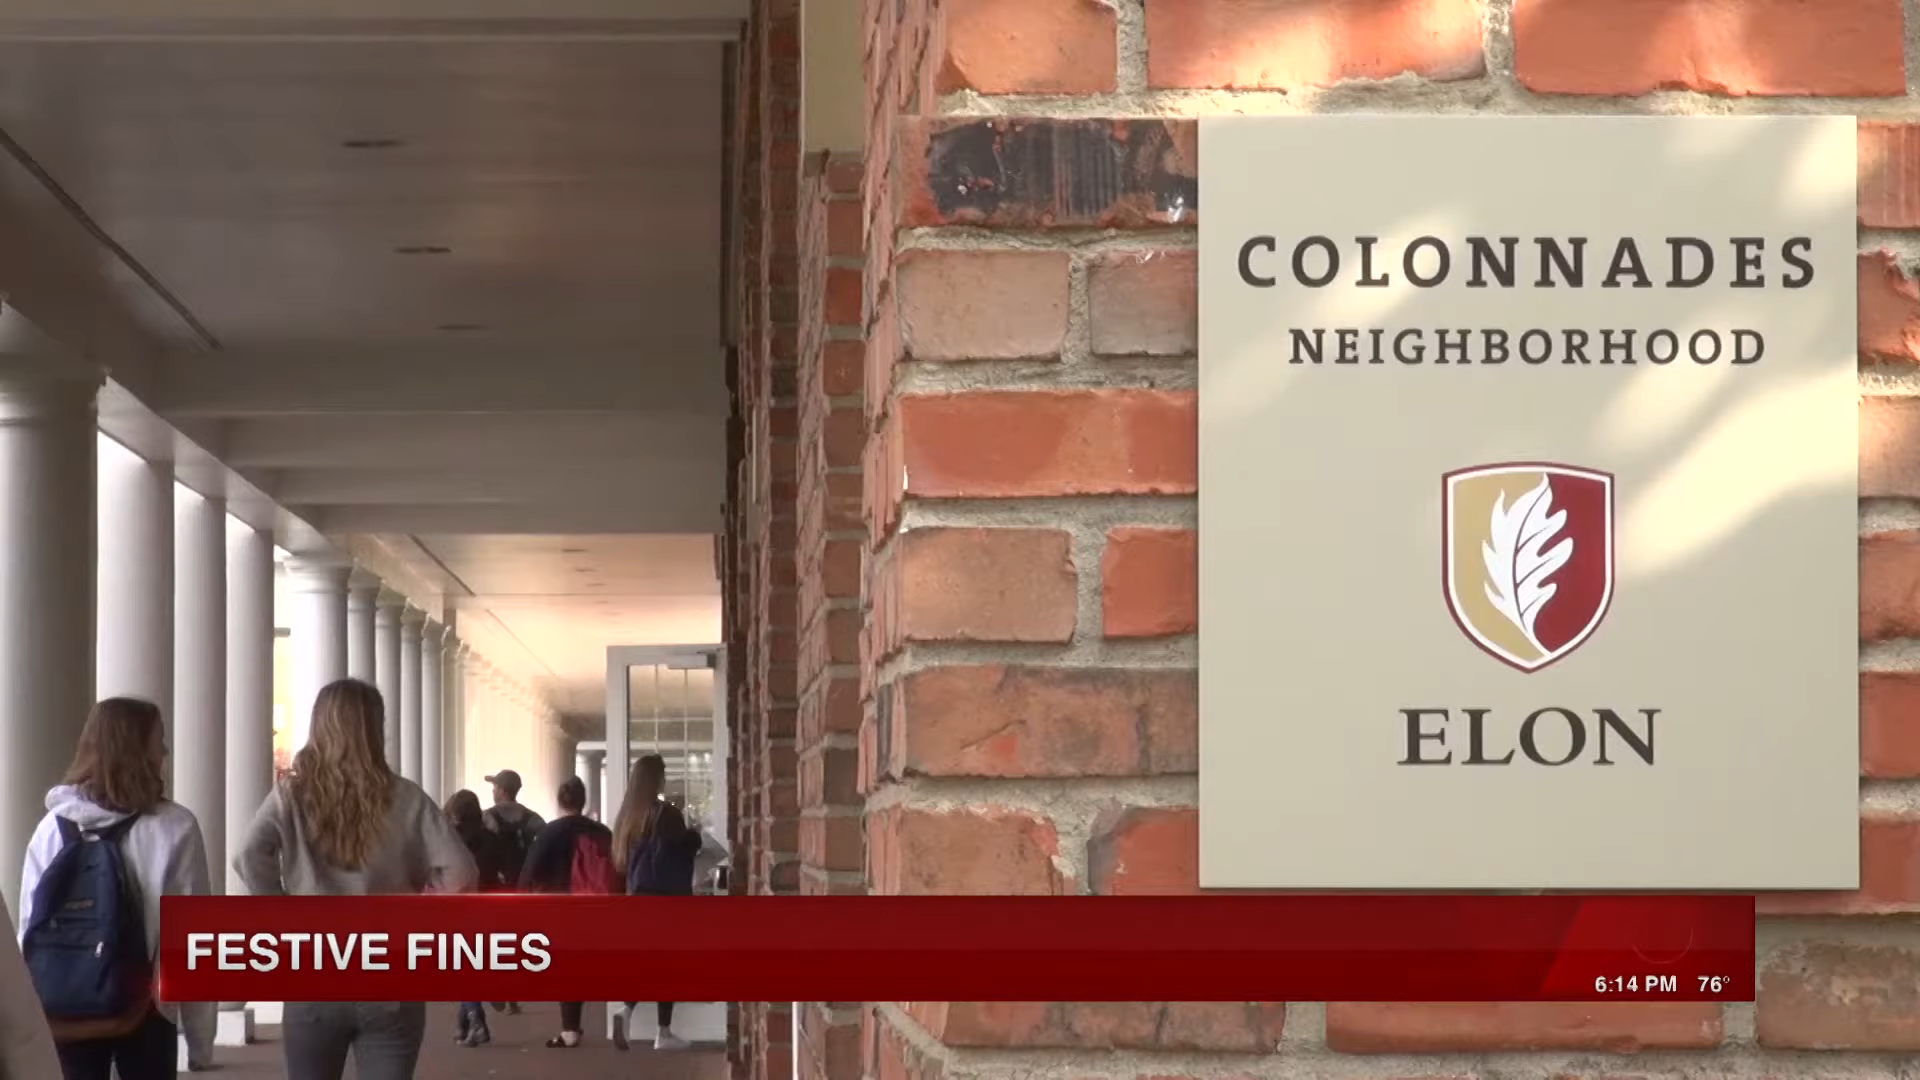 COLONNADES
NEIGHBORHOOD
ELON
FESTIVE FINES
6:14 PM 76°